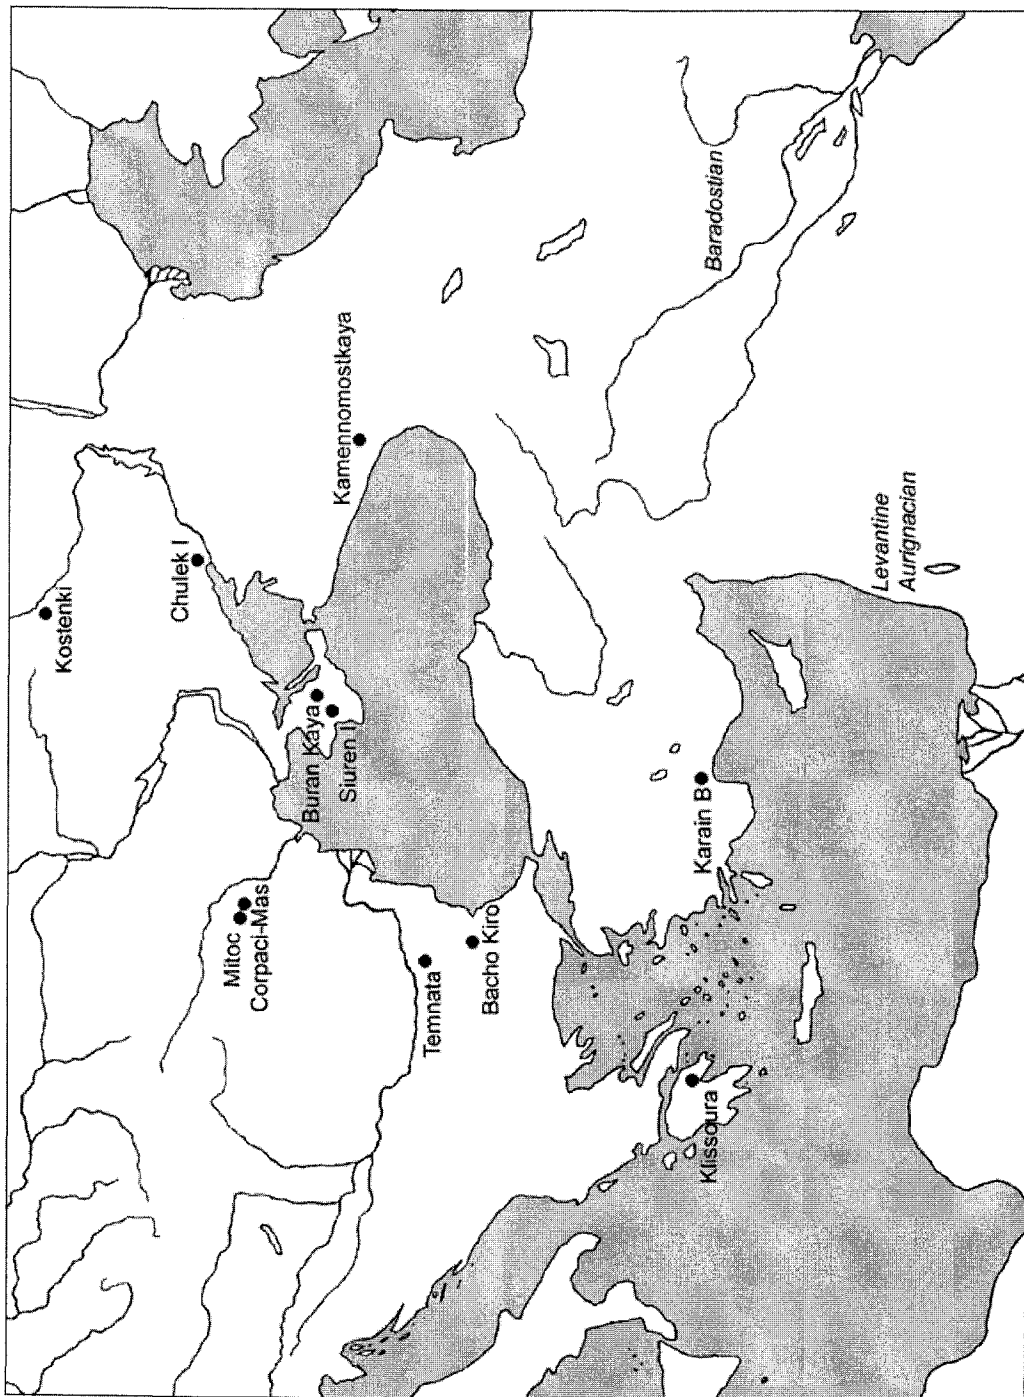 Kostenki
Chulek I
Kamennomostkaya
Buran Kaya
Siuren I
Mitoc
Corpaci-Mas
Temnata
Bacho Kiro
Karain B
Klissoura
Baradostian
Levantine
Aurignacian